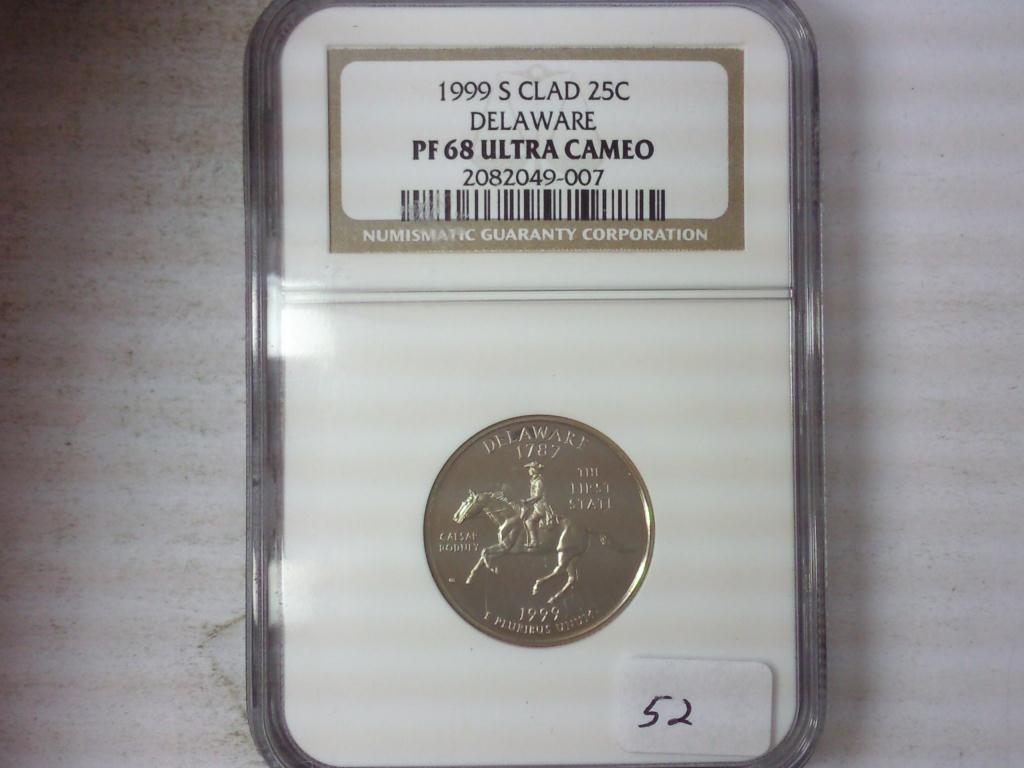 1999 S CLAD 25C
DELAWARE
PF 68 ULTRA CAMEO
2082049-007
NUMISMATIC GUARANTY CORPORATION
DELAWARE
1787
THE
FIRST
STATE
CAESAR
RODNEY
1999
E PLURIBUS UNUM
52